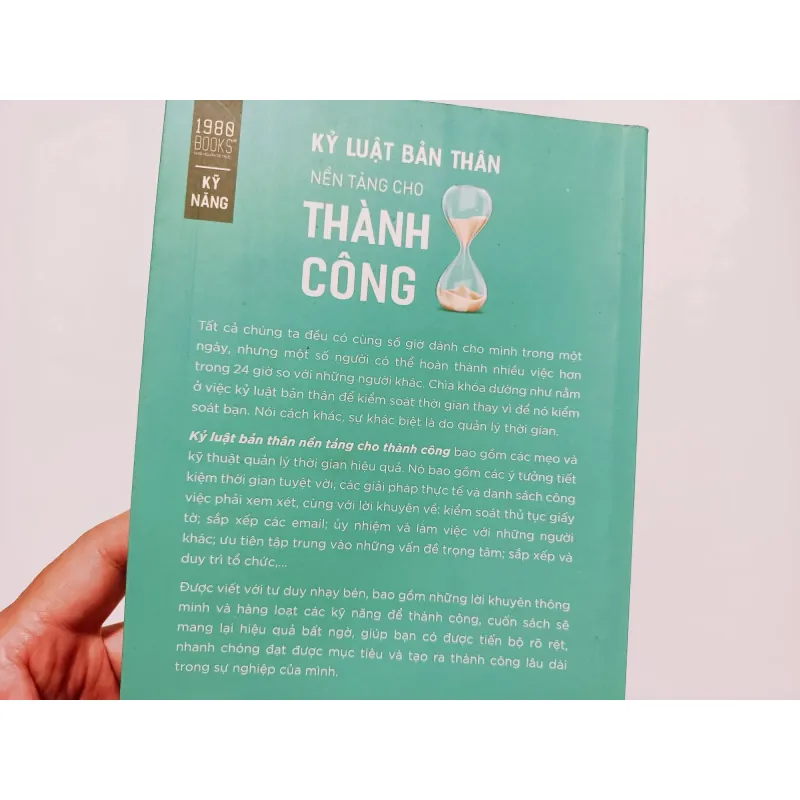 1980
BOOKS
KỸ
NĂNG
KỶ LUẬT BẢN THÂN
NỀN TẢNG CHO
THÀNH
CÔNG
Tất cả chúng ta đều có cùng số giờ dành cho mình trong một
ngày, nhưng một số người có thể hoàn thành nhiều việc hơn
trong 24 giờ so với những người khác. Chìa khóa dường như nằm
ở việc kỷ luật bản thân để kiểm soát thời gian thay vì để nó kiểm
soát bạn. Nói cách khác, sự khác biệt là do quản lý thời gian.
Kỷ luật bản thân nền tảng cho thành công bao gồm các mẹo và
kỹ thuật quản lý thời gian hiệu quả. Nó bao gồm các ý tưởng tiết
kiệm thời gian tuyệt vời, các giải pháp thực tế và danh sách công
việc phải xem xét, cùng với lời khuyên về: kiểm soát thủ tục giấy
tờ; sắp xếp các email; ủy nhiệm và làm việc với những người
khác; ưu tiên tập trung vào những vấn đề trọng tâm; sắp xếp và
duy trì tổ chức,...
Được viết với tư duy nhạy bén, bao gồm những lời khuyên thông
minh và hàng loạt các kỹ năng để thành công, cuốn sách sẽ
mang lại hiệu quả bất ngờ, giúp bạn có được tiến bộ rõ rệt,
nhanh chóng đạt được mục tiêu và tạo ra thành công lâu dài
trong sự nghiệp của mình.